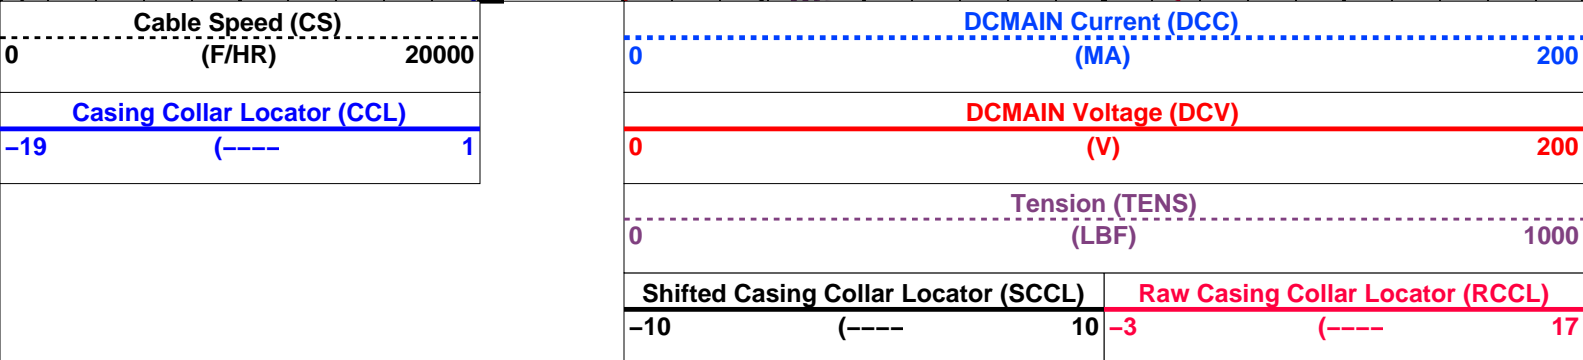 Cable Speed (CS)
0 (F/HR) 20000
Casing Collar Locator (CCL)
−19 (−−−− 1
DCMAIN Current (DCC)
0 (MA) 200
DCMAIN Voltage (DCV)
0 (V) 200
Tension (TENS)
0 (LBF) 1000
Shifted Casing Collar Locator (SCCL)
−10 (−−−− 10
Raw Casing Collar Locator (RCCL)
−3 (−−−− 17